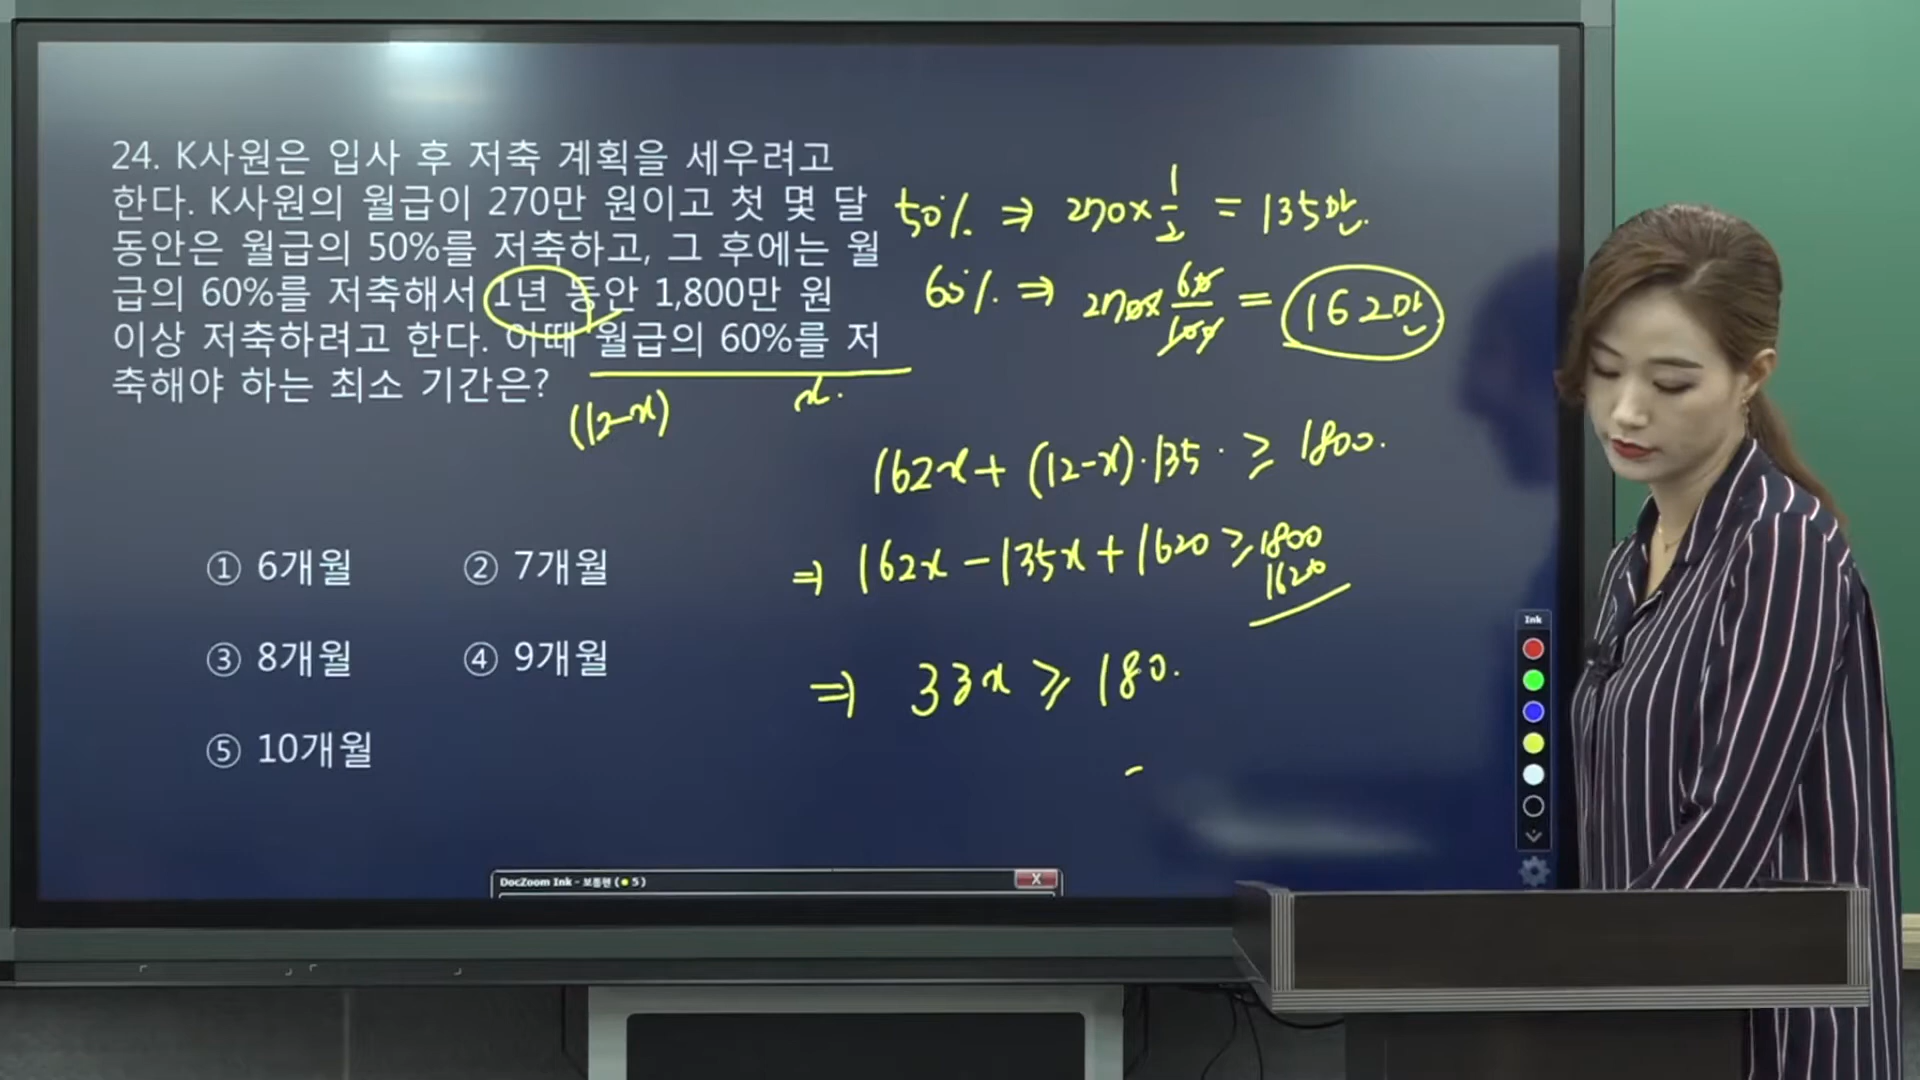 24. K사원은 입사 후 저축 계획을 세우려고
한다. K사원의 월급이 270만 원이고 첫 몇 달
동안은 월급의 50%를 저축하고, 그 후에는 월
급의 60%를 저축해서 1년 동안 1,800만 원
이상 저축하려고 한다. 이때 월급의 60%를 저
축해야 하는 최소 기간은?
(12-x) x.
① 6개월 ② 7개월
③ 8개월 ④ 9개월
⑤ 10개월
50% ⇒ 270 × 1/2 = 135만.
60% ⇒ 270 × 60/100 = 162만
162x + (12-x)·135 ≥ 1800.
⇒ 162x - 135x + 1620 ≥ 1800
1620
⇒ 33x ≥ 180.
Ink
DocZoom Ink - 보통펜 (● 5)
X